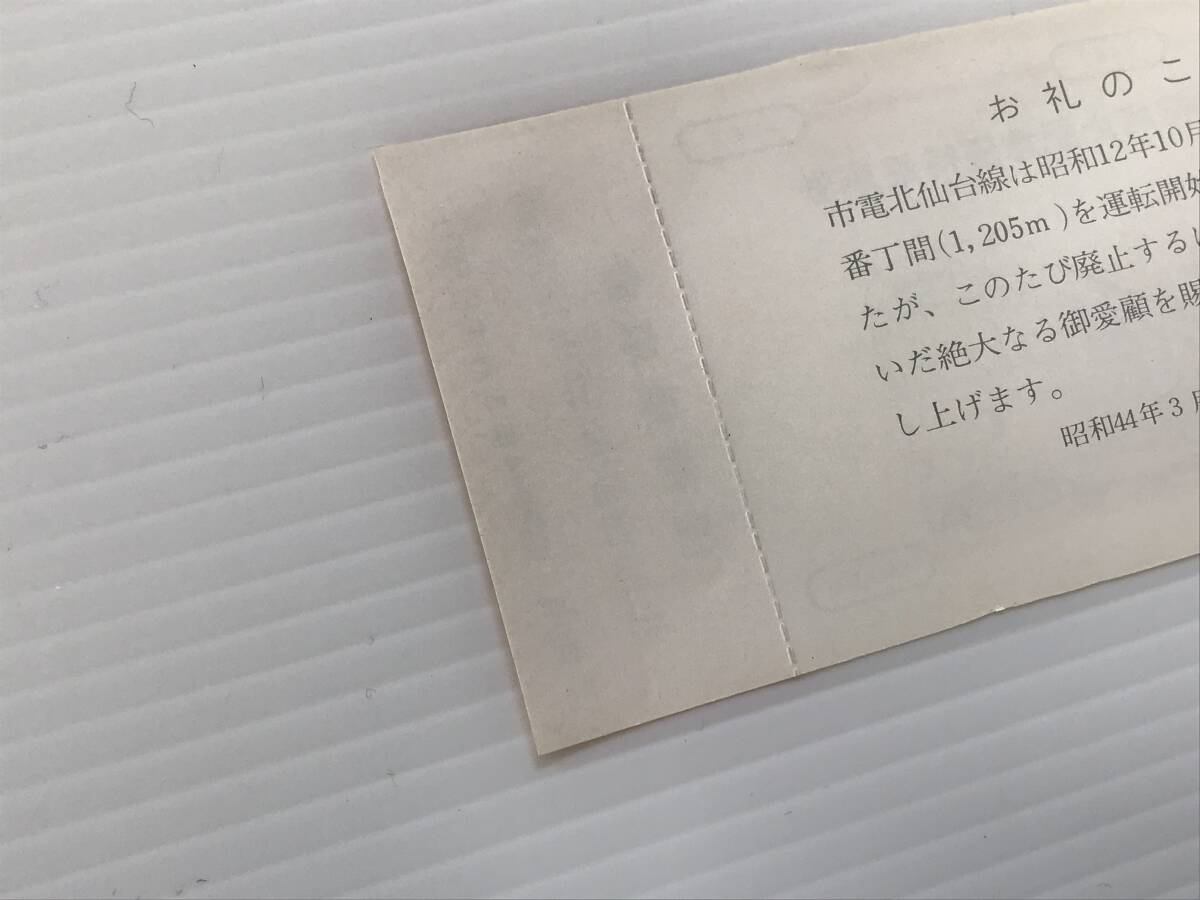 お礼のこ
市電北仙台線は昭和12年10月
番丁間(1,205m)を運転開始
たが、このたび廃止する
いだ絶大なる御愛顧を賜
し上げます。
昭和44年3月